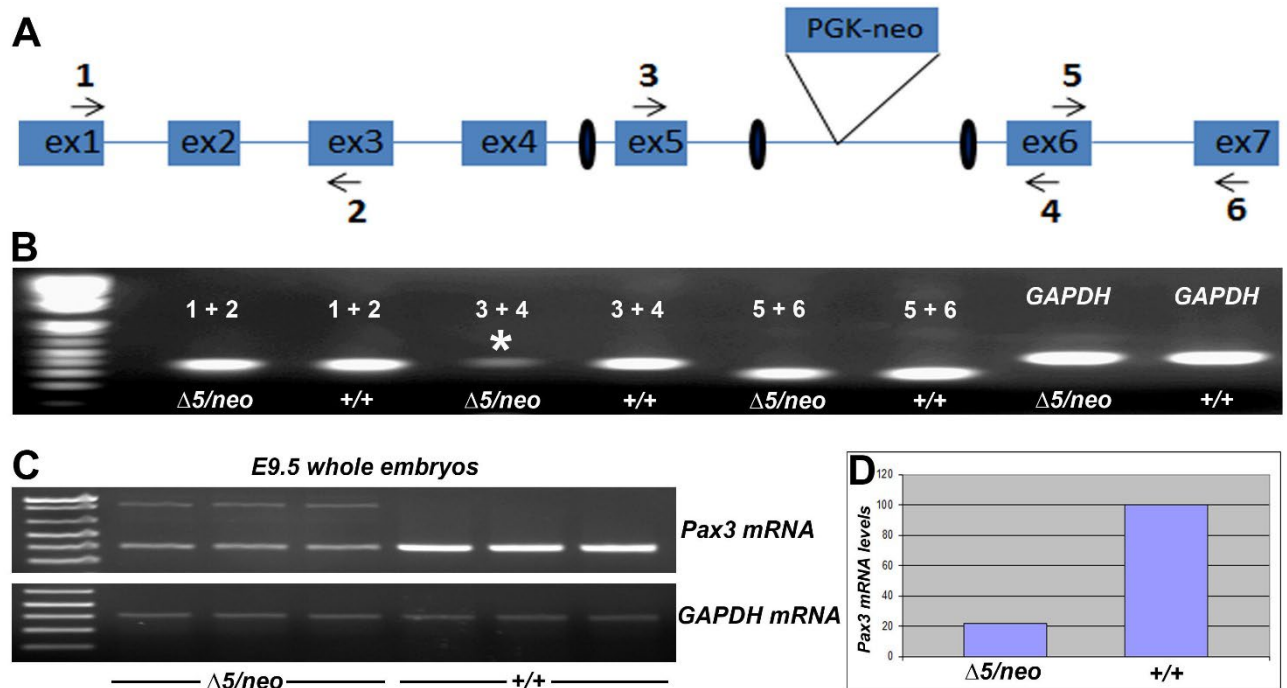 A
PGK-neo
1
3
5
ex1
ex2
ex3
ex4
ex5
ex6
ex7
2
4
6
B
1 + 2
1 + 2
3 + 4
3 + 4
5 + 6
5 + 6
GAPDH
GAPDH
*
Δ5/neo
+/+
Δ5/neo
+/+
Δ5/neo
+/+
Δ5/neo
+/+
C
E9.5 whole embryos
Pax3 mRNA
GAPDH mRNA
Δ5/neo
+/+
D
Pax3 mRNA levels
120
100
80
60
40
20
0
Δ5/neo
+/+